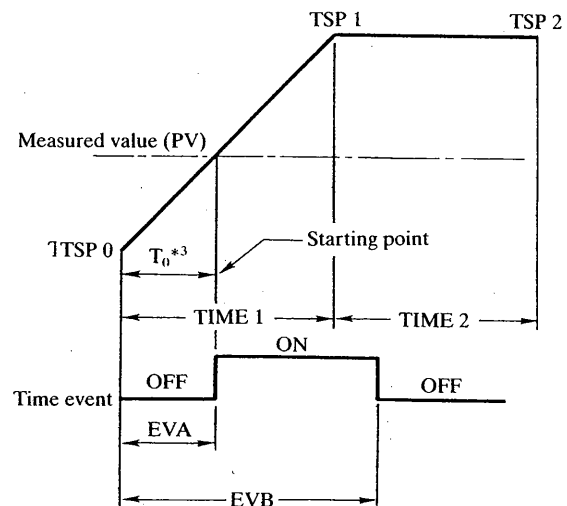 TSP 1
TSP 2
Measured value (PV)
TSP 0
T₀*³
Starting point
TIME 1
TIME 2
ON
OFF
OFF
Time event
EVA
EVB